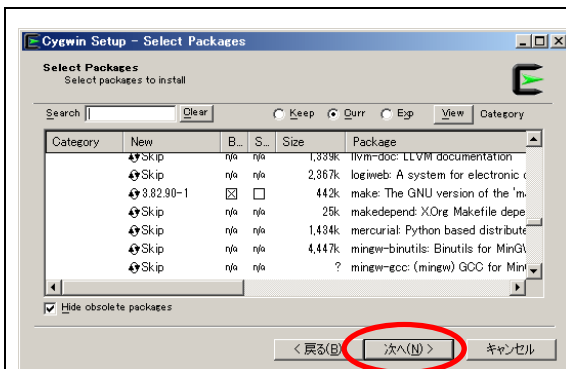 Cygwin Setup - Select Packages
Select Packages
Select packages to install
Search Clear Keep Curr Exp View Category
Category New B... S... Size Package
Skip n/a n/a 1,339k llvm-doc: LLVM documentation
Skip n/a n/a 2,367k logiweb: A system for electronic
3.82.90-1 442k make: The GNU version of the
Skip n/a n/a 25k makedepend: X.Org Makefile depe
Skip n/a n/a 1,434k mercurial: Python based distribute
Skip n/a n/a 4,447k mingw-binutils: Binutils for
Skip n/a n/a ? mingw-gcc: (mingw) GCC for
Hide obsolete packages
< 戻る(B) 次へ(N) > キャンセル